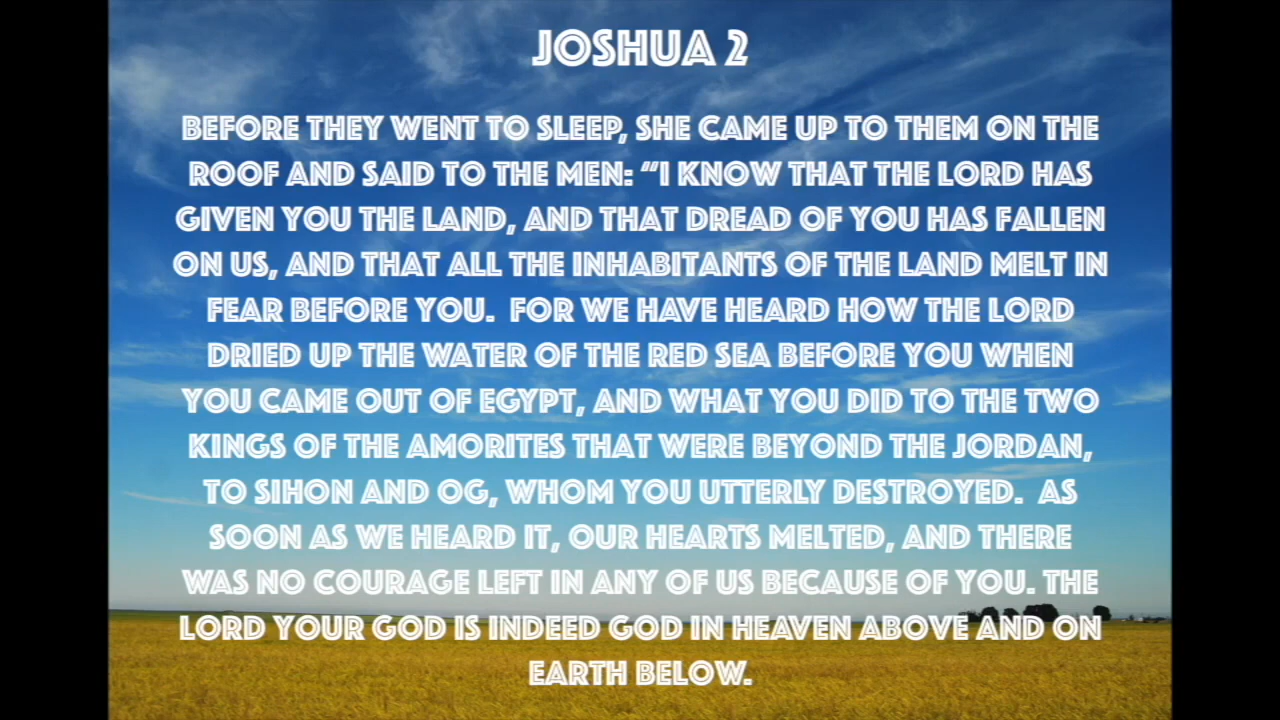 JOSHUA 2
BEFORE THEY WENT TO SLEEP, SHE CAME UP TO THEM ON THE
ROOF AND SAID TO THE MEN: “I KNOW THAT THE LORD HAS
GIVEN YOU THE LAND, AND THAT DREAD OF YOU HAS FALLEN
ON US, AND THAT ALL THE INHABITANTS OF THE LAND MELT IN
FEAR BEFORE YOU. FOR WE HAVE HEARD HOW THE LORD
DRIED UP THE WATER OF THE RED SEA BEFORE YOU WHEN
YOU CAME OUT OF EGYPT, AND WHAT YOU DID TO THE TWO
KINGS OF THE AMORITES THAT WERE BEYOND THE JORDAN,
TO SIHON AND OG, WHOM YOU UTTERLY DESTROYED. AS
SOON AS WE HEARD IT, OUR HEARTS MELTED, AND THERE
WAS NO COURAGE LEFT IN ANY OF US BECAUSE OF YOU. THE
LORD YOUR GOD IS INDEED GOD IN HEAVEN ABOVE AND ON
EARTH BELOW.